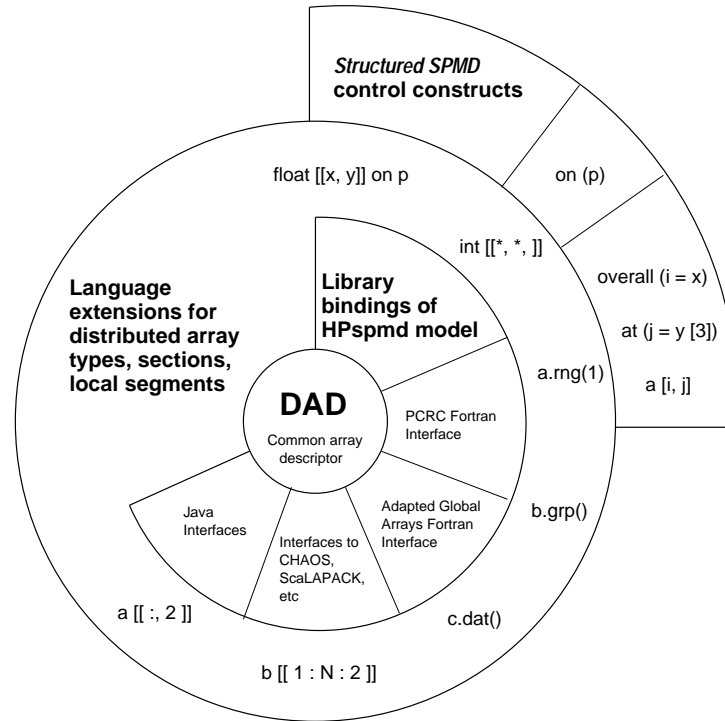 Structured SPMD
control constructs
float [[x, y]] on p
on (p)
int [[*, *, ]]
overall (i = x)
at (j = y [3])
a [i, j]
Language
extensions for
distributed array
types, sections,
local segments
Library
bindings of
HPspmd model
a.rng(1)
DAD
Common array
descriptor
PCRC Fortran
Interface
Adapted Global
Arrays Fortran
Interface
b.grp()
Java
Interfaces
Interfaces to
CHAOS,
ScaLAPACK,
etc
a [[ :, 2 ]]
c.dat()
b [[ 1 : N : 2 ]]